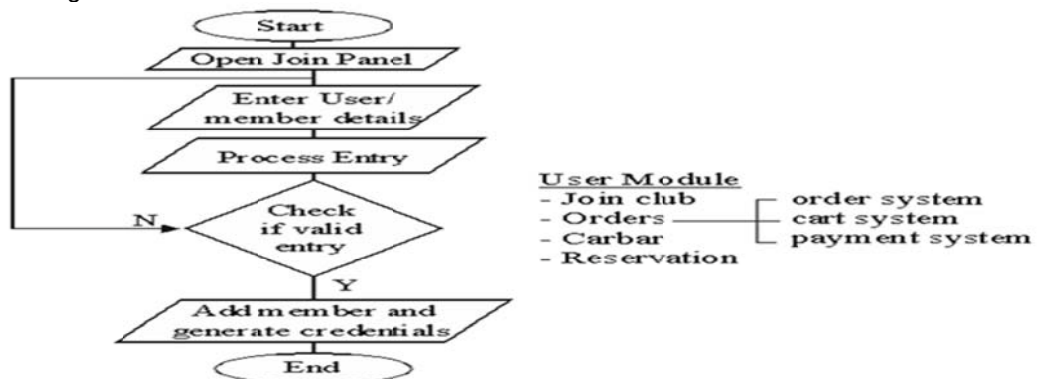 Start
Open Join Panel
Enter User/
member details
Process Entry
Check
if valid
entry
N
Y
Add member and
generate credentials
End
User Module
- Join club
- Orders
- Carbar
- Reservation
order system
cart system
payment system